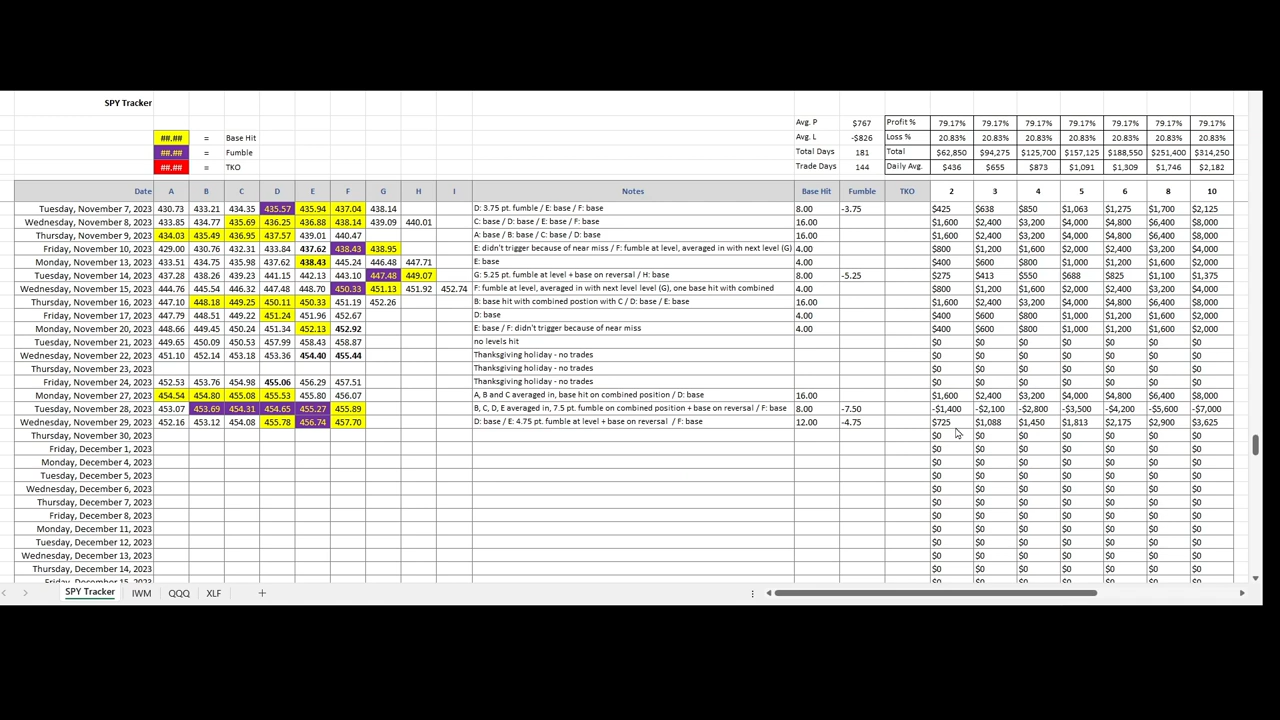 SPY Tracker
Avg. P $767 Profit % 79.17% 79.17% 79.17% 79.17% 79.17% 79.17% 79.17%
##.## = Base Hit Avg. L -$826 Loss % 20.83% 20.83% 20.83% 20.83% 20.83% 20.83% 20.83%
##.## = Fumble Total Days 181 Total $62,850 $94,275 $125,700 $157,125 $188,550 $251,400 $314,250
##.## = TKO Trade Days 144 Daily Avg. $436 $655 $873 $1,091 $1,309 $1,746 $2,182
Date A B C D E F G H I Notes Base Hit Fumble TKO 2 3 4 5 6 8 10
Tuesday, November 7, 2023 430.73 433.21 434.35 435.57 435.94 437.04 438.14 D: 3.75 pt. fumble / E: base / F: base 8.00 -3.75 $425 $638 $850 $1,063 $1,275 $1,700 $2,125
Wednesday, November 8, 2023 433.85 434.77 435.69 436.25 436.88 438.14 439.09 440.01 C: base / D: base / E: base / F: base 16.00 $1,600 $2,400 $3,200 $4,000 $4,800 $6,400 $8,000
Thursday, November 9, 2023 434.03 435.49 436.95 437.57 439.01 440.47 A: base / B: base / C: base / D: base 16.00 $1,600 $2,400 $3,200 $4,000 $4,800 $6,400 $8,000
Friday, November 10, 2023 429.00 430.76 432.31 433.84 437.62 438.43 438.95 E: didn't trigger because of near miss / F: fumble at level, averaged in with next level (G) 4.00 $800 $1,200 $1,600 $2,000 $2,400 $3,200 $4,000
Monday, November 13, 2023 433.51 434.75 435.98 437.62 438.43 445.24 446.48 447.71 E: base 4.00 $400 $600 $800 $1,000 $1,200 $1,600 $2,000
Tuesday, November 14, 2023 437.28 438.26 439.23 441.15 442.13 443.10 447.48 449.07 G: 5.25 pt. fumble at level + base on reversal / H: base 8.00 -5.25 $275 $413 $550 $688 $825 $1,100 $1,375
Wednesday, November 15, 2023 444.76 445.54 446.32 447.48 448.70 450.33 451.13 451.92 452.74 F: fumble at level, averaged in with next level level (G), one base hit with combined 4.00 $800 $1,200 $1,600 $2,000 $2,400 $3,200 $4,000
Thursday, November 16, 2023 447.10 448.18 449.25 450.11 450.33 451.19 452.26 B: base hit with combined postion with C / D: base / E: base 16.00 $1,600 $2,400 $3,200 $4,000 $4,800 $6,400 $8,000
Friday, November 17, 2023 447.79 448.51 449.22 451.24 451.96 452.67 D: base 4.00 $400 $600 $800 $1,000 $1,200 $1,600 $2,000
Monday, November 20, 2023 448.66 449.45 450.24 451.34 452.13 452.92 E: base / F: didn't trigger because of near miss 4.00 $400 $600 $800 $1,000 $1,200 $1,600 $2,000
Tuesday, November 21, 2023 449.65 450.09 450.53 457.99 458.43 458.87 no levels hit $0 $0 $0 $0 $0 $0 $0
Wednesday, November 22, 2023 451.10 452.14 453.18 453.36 454.40 455.44 Thanksgiving holiday - no trades $0 $0 $0 $0 $0 $0 $0
Thursday, November 23, 2023 Thanksgiving holiday - no trades $0 $0 $0 $0 $0 $0 $0
Friday, November 24, 2023 452.53 453.76 454.98 455.06 456.29 457.51 Thanksgiving holiday - no trades $0 $0 $0 $0 $0 $0 $0
Monday, November 27, 2023 454.54 454.80 455.08 455.53 455.80 456.07 A, B and C averaged in, base hit on combined position / D: base 16.00 $1,600 $2,400 $3,200 $4,000 $4,800 $6,400 $8,000
Tuesday, November 28, 2023 453.07 453.69 454.31 454.65 455.27 455.89 B, C, D, E averaged in, 7.5 pt. fumble on combined position + base on reversal / F: base 8.00 -7.50 -$1,400 -$2,100 -$2,800 -$3,500 -$4,200 -$5,600 -$7,000
Wednesday, November 29, 2023 452.16 453.12 454.08 455.78 456.74 457.70 D: base / E: 4.75 pt. fumble at level + base on reversal / F: base 12.00 -4.75 $725 $1,088 $1,450 $1,813 $2,175 $2,900 $3,625
Thursday, November 30, 2023 $0 $0 $0 $0 $0 $0 $0
Friday, December 1, 2023 $0 $0 $0 $0 $0 $0 $0
Monday, December 4, 2023 $0 $0 $0 $0 $0 $0 $0
Tuesday, December 5, 2023 $0 $0 $0 $0 $0 $0 $0
Wednesday, December 6, 2023 $0 $0 $0 $0 $0 $0 $0
Thursday, December 7, 2023 $0 $0 $0 $0 $0 $0 $0
Friday, December 8, 2023 $0 $0 $0 $0 $0 $0 $0
Monday, December 11, 2023 $0 $0 $0 $0 $0 $0 $0
Tuesday, December 12, 2023 $0 $0 $0 $0 $0 $0 $0
Wednesday, December 13, 2023 $0 $0 $0 $0 $0 $0 $0
Thursday, December 14, 2023 $0 $0 $0 $0 $0 $0 $0
Friday, December 15, 2023 $0 $0 $0 $0 $0 $0 $0
SPY Tracker IWM QQQ XLF +